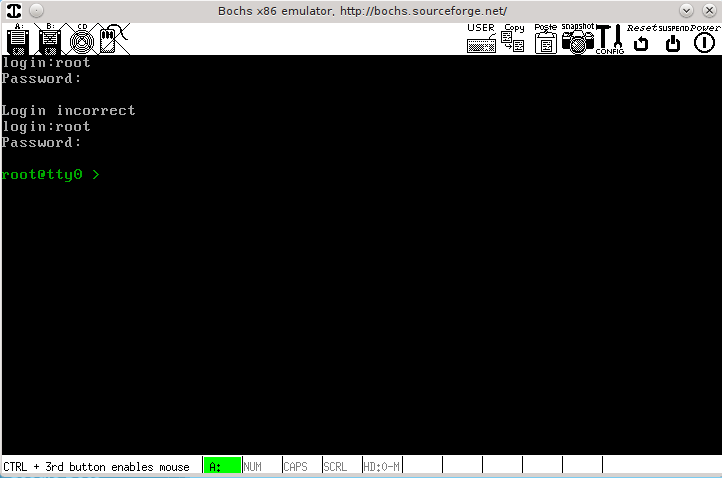 Bochs x86 emulator, http://bochs.sourceforge.net/
A: B: CD USER Copy Paste snapshot CONFIG Reset SUSPEND Power
login:root
Password:
Login incorrect
login:root
Password:
root@tty0 >
CTRL + 3rd button enables mouse A: NUM CAPS SCRL HD:0-M